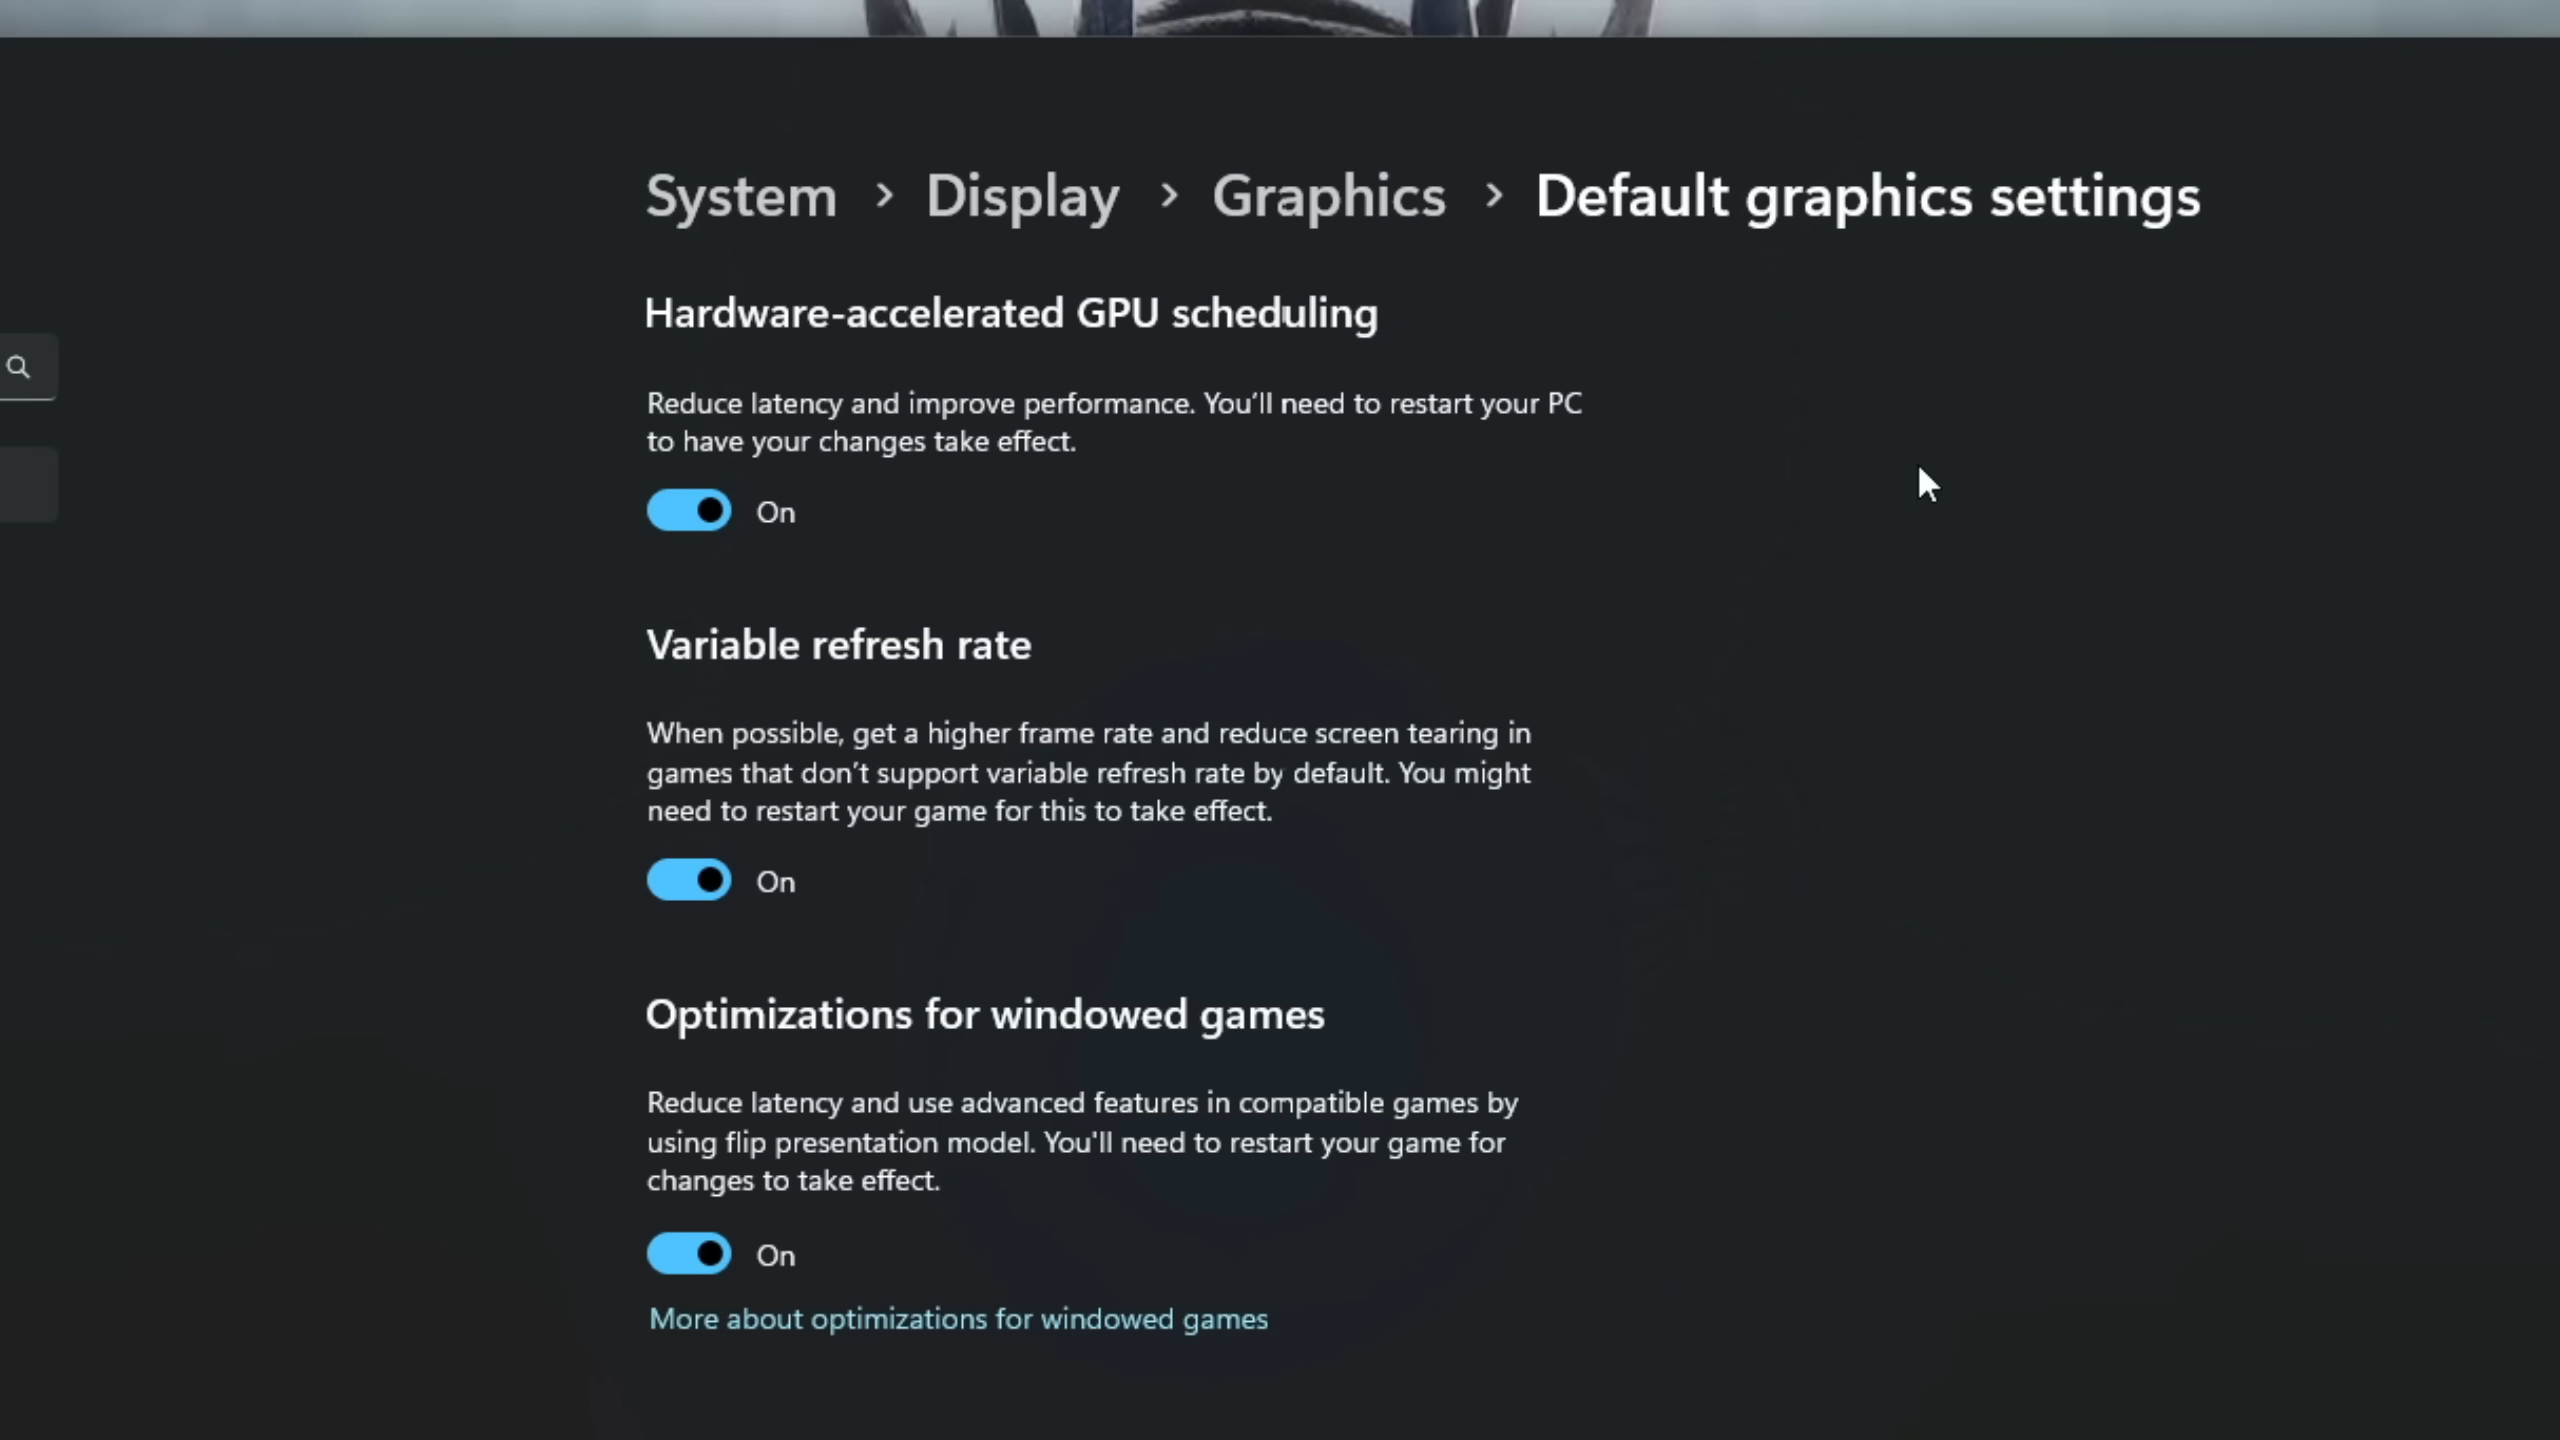 System > Display > Graphics > Default graphics settings
Hardware-accelerated GPU scheduling
Reduce latency and improve performance. You’ll need to restart your PC
to have your changes take effect.
On
Variable refresh rate
When possible, get a higher frame rate and reduce screen tearing in
games that don’t support variable refresh rate by default. You might
need to restart your game for this to take effect.
On
Optimizations for windowed games
Reduce latency and use advanced features in compatible games by
using flip presentation model. You'll need to restart your game for
changes to take effect.
On
More about optimizations for windowed games